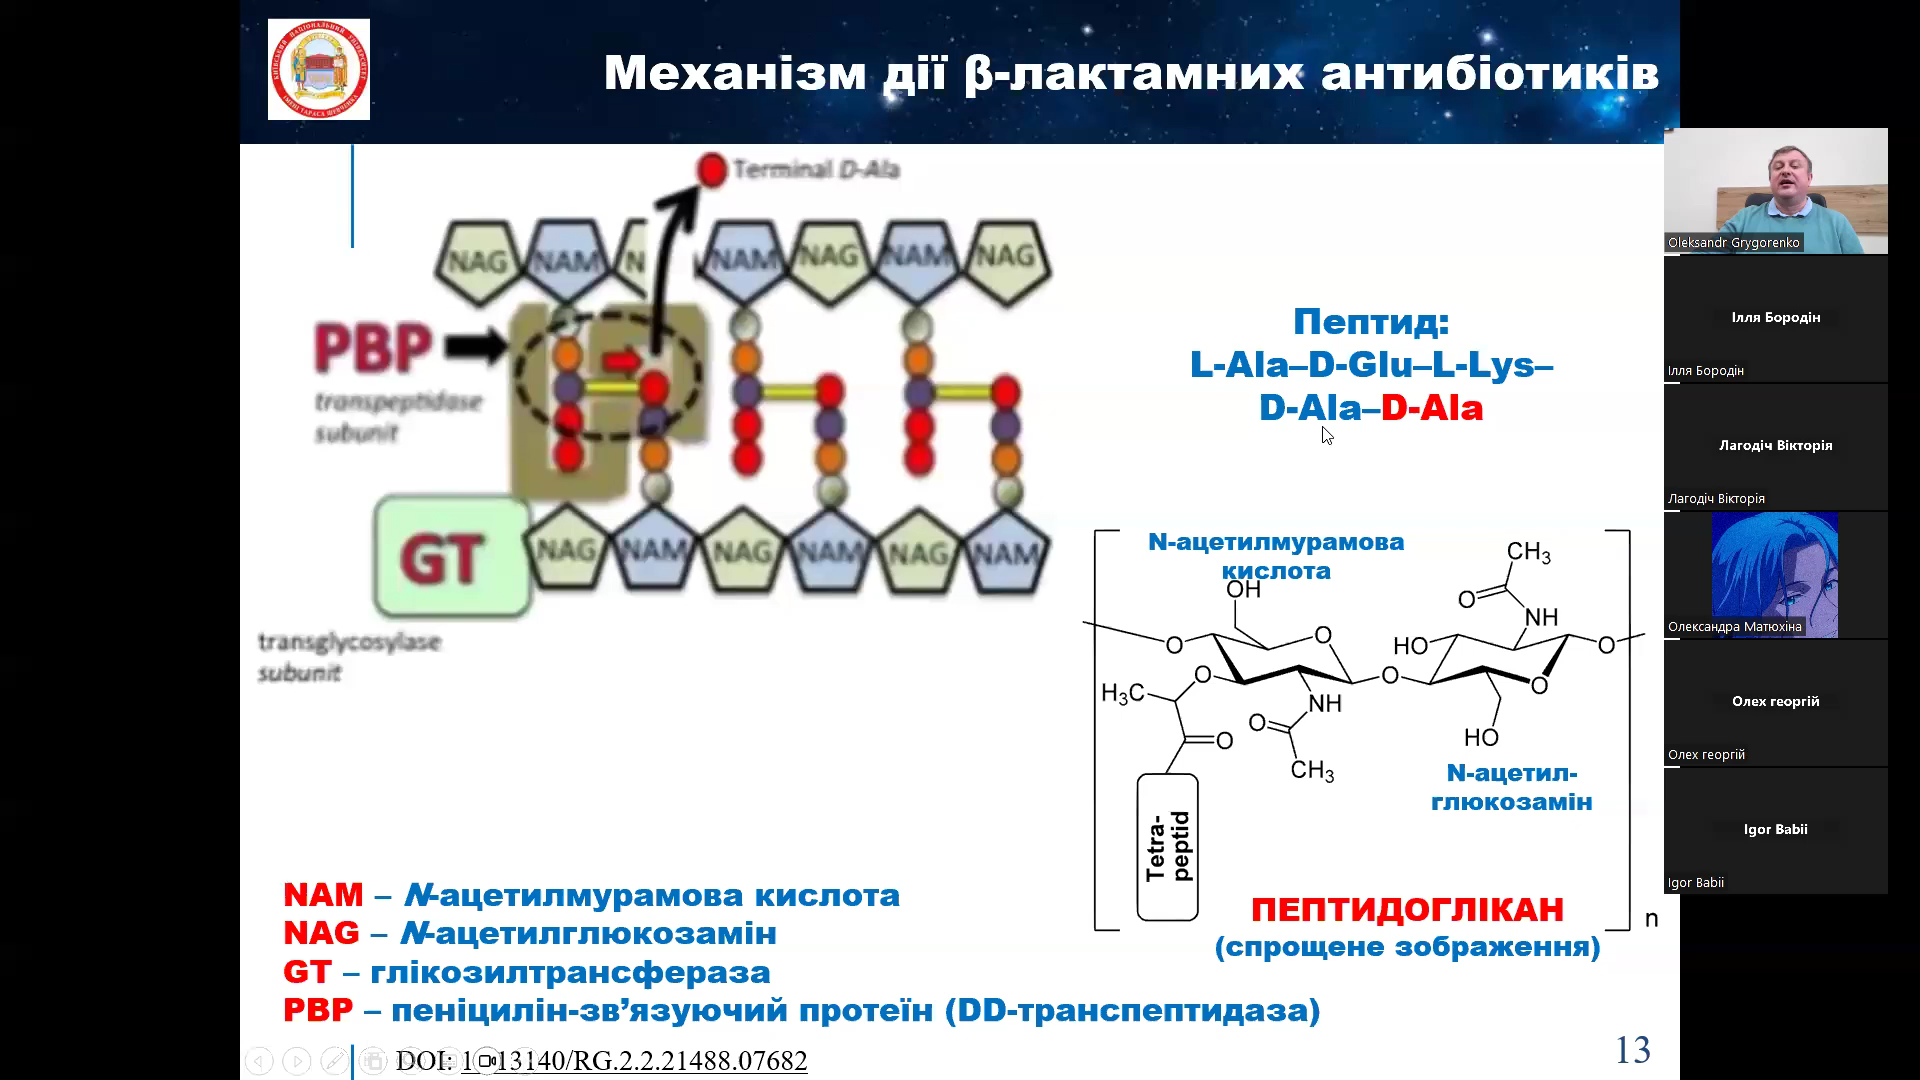 Механізм дії β-лактамних антибіотиків
Terminal D-Ala
NAG NAM N NAM NAG NAM NAG
PBP
transpeptidase
subunit
GT
NAG NAM NAG NAM NAG NAM
transglycosylase
subunit
Пептид:
L-Ala–D-Glu–L-Lys–
D-Ala–D-Ala
N-ацетилмурамова
кислота
OH
CH₃
O
NH
HO
O
O
O
O
O
O
H₃C
NH
O
O
CH₃
HO
N-ацетил-
глюкозамін
Tetra-
peptid
ПЕПТИДОГЛІКАН
(спрощене зображення)
n
NAM – N-ацетилмурамова кислота
NAG – N-ацетилглюкозамін
GT – глікозилтрансфераза
PBP – пеніцилін-зв’язуючий протеїн (DD-транспептидаза)
DOI: 13140/RG.2.2.21488.07682
13
Oleksandr Grygorenko
Ілля Бородін
Ілля Бородін
Лагодіч Вікторія
Лагодіч Вікторія
Олександра Матюхіна
Олех георгій
Олех георгій
Igor Babii
Igor Babii